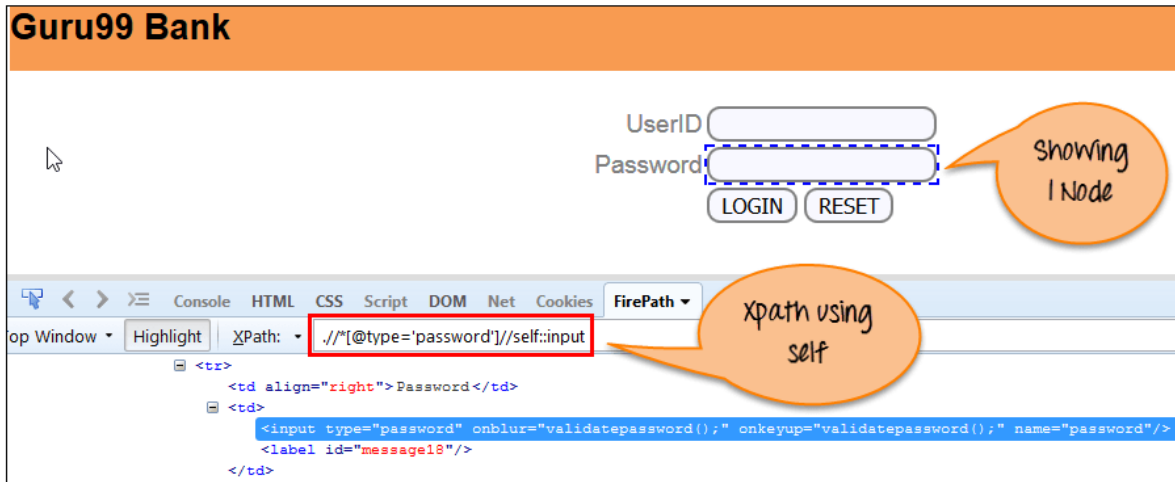 Guru99 Bank
UserID
Password
LOGIN RESET
Showing
1 Node
Console HTML CSS Script DOM Net Cookies FirePath
Xpath using
self
op Window Highlight XPath: .//*[@type='password']//self::input
<tr>
<td align="right">Password</td>
<td>
<input type="password" onblur="validatepassword();" onkeyup="validatepassword();" name="password"/>
<label id="message18"/>
</td>